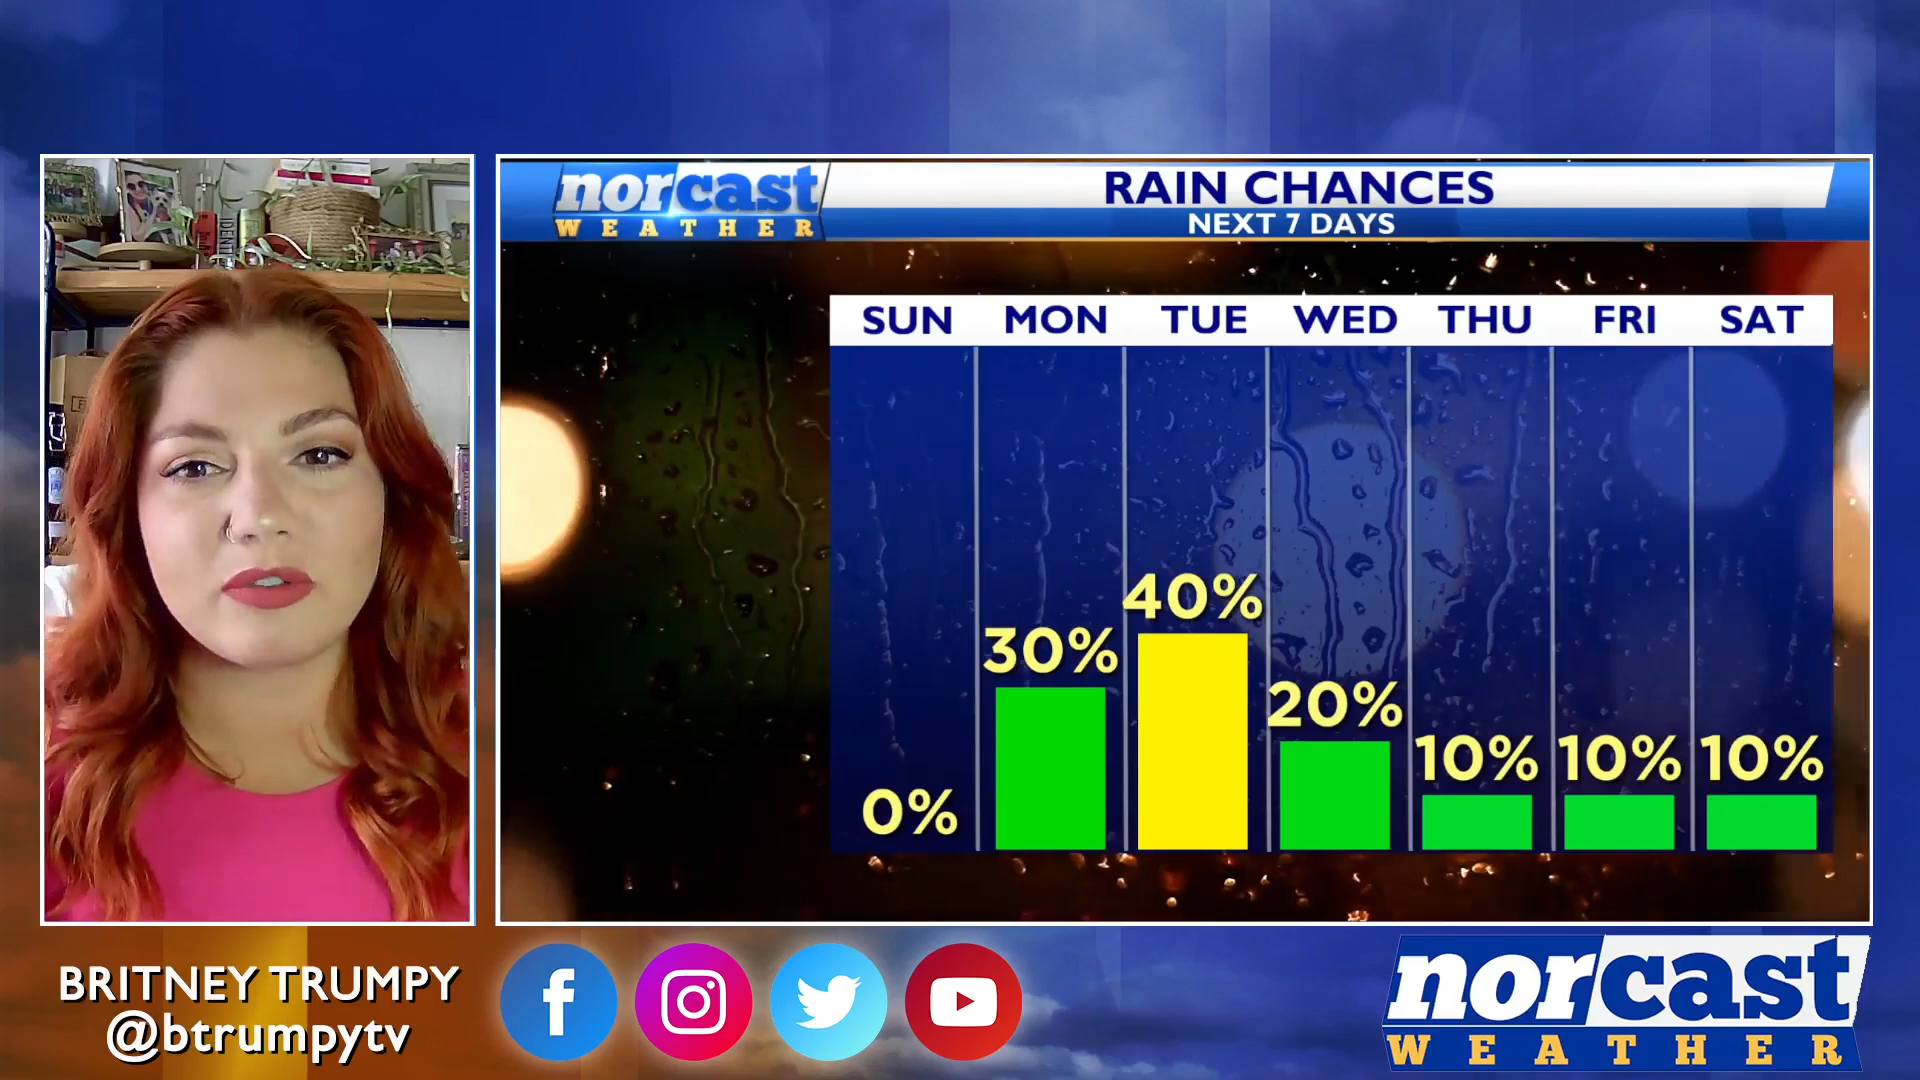 norcast
WEATHER
RAIN CHANCES
NEXT 7 DAYS
SUN MON TUE WED THU FRI SAT
0% 30% 40% 20% 10% 10% 10%
BRITNEY TRUMPY
@btrumpytv
norcast
WEATHER